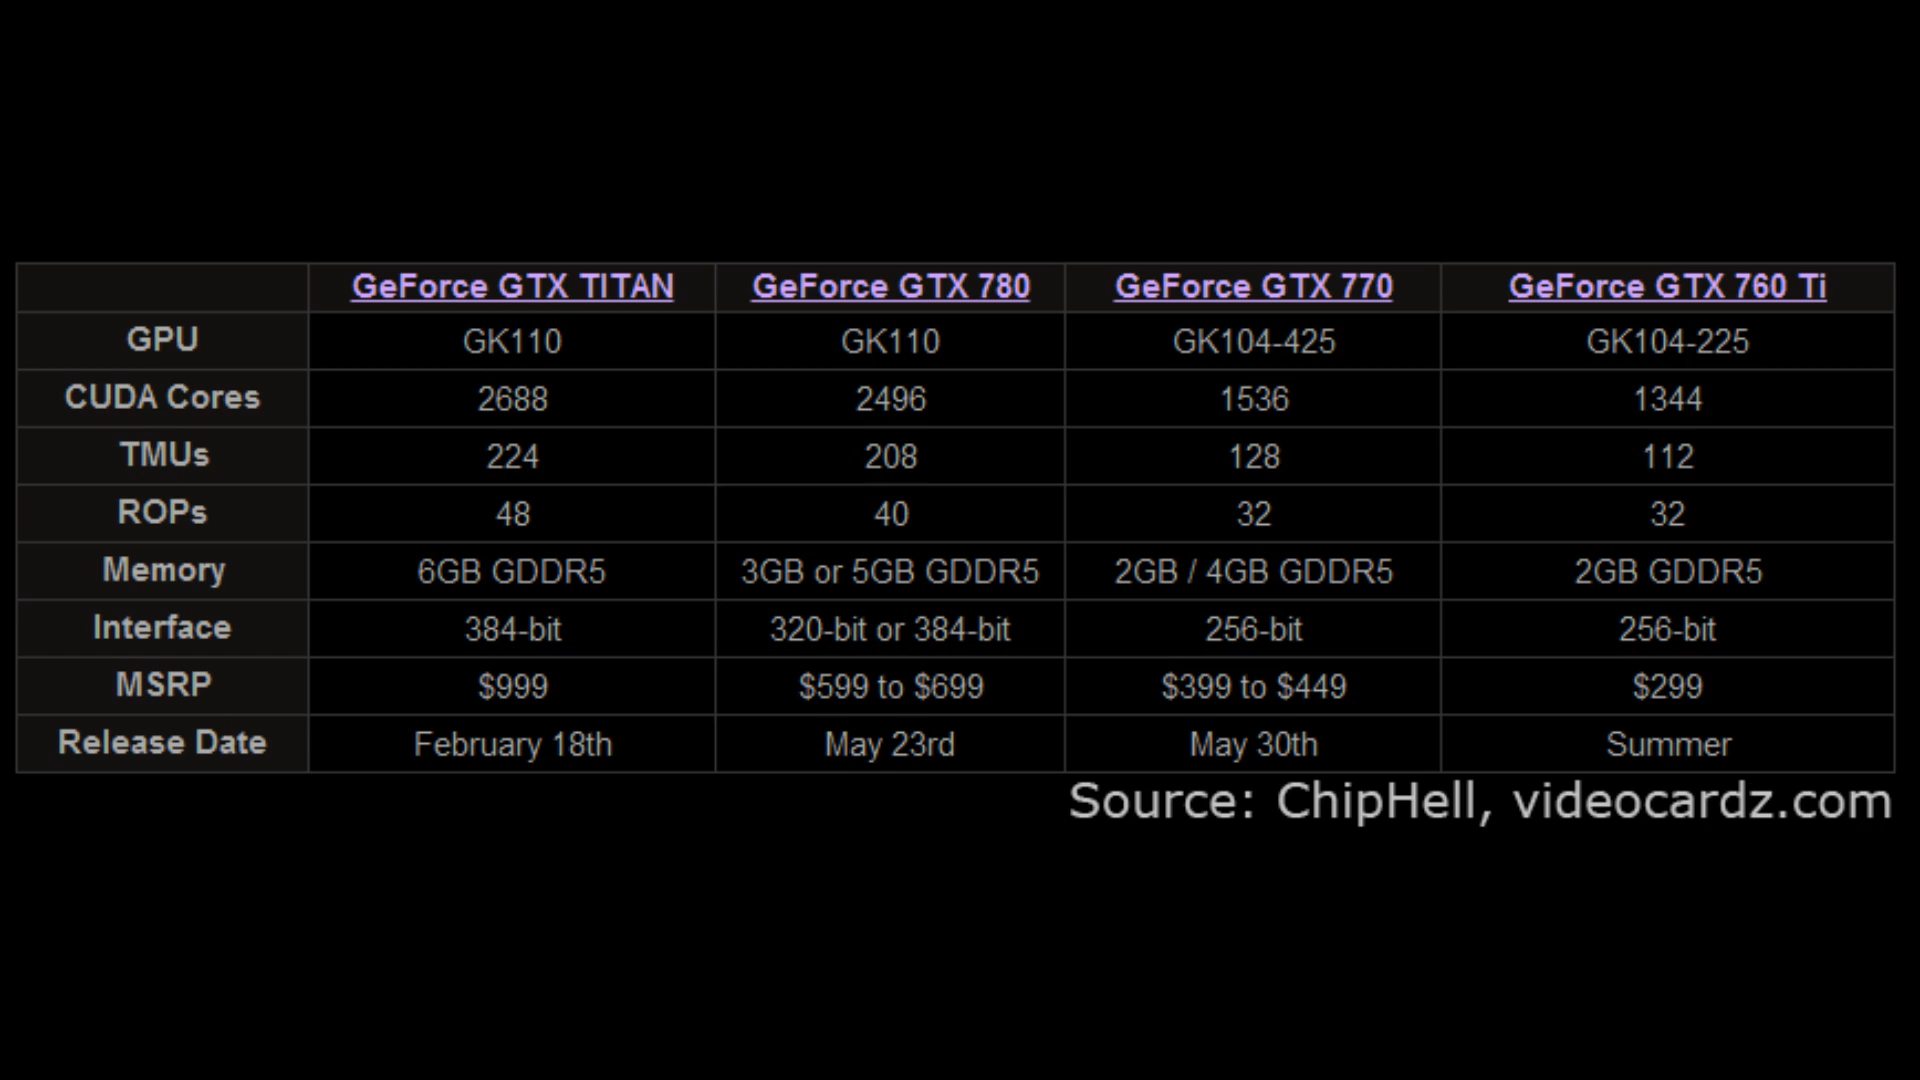 GeForce GTX TITAN GeForce GTX 780 GeForce GTX 770 GeForce GTX 760 Ti
GPU GK110 GK110 GK104-425 GK104-225
CUDA Cores 2688 2496 1536 1344
TMUs 224 208 128 112
ROPs 48 40 32 32
Memory 6GB GDDR5 3GB or 5GB GDDR5 2GB / 4GB GDDR5 2GB GDDR5
Interface 384-bit 320-bit or 384-bit 256-bit 256-bit
MSRP $999 $599 to $699 $399 to $449 $299
Release Date February 18th May 23rd May 30th Summer
Source: ChipHell, videocardz.com